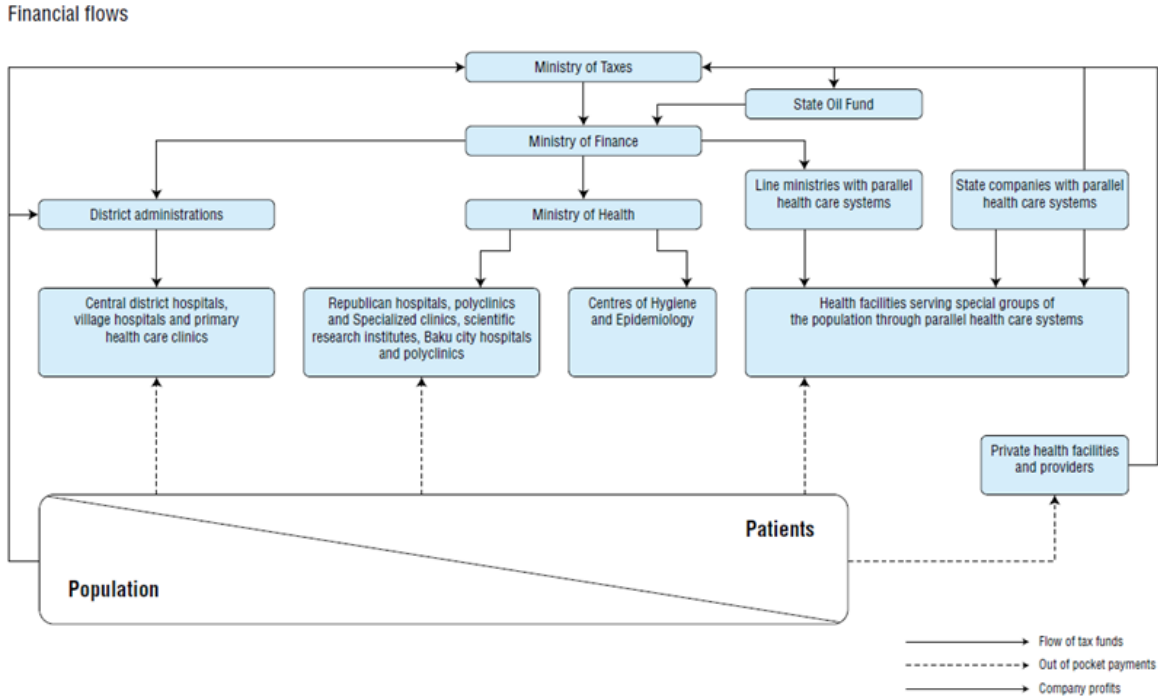 Financial flows
Ministry of Taxes
State Oil Fund
Ministry of Finance
Line ministries with parallel
health care systems
State companies with parallel
health care systems
District administrations
Ministry of Health
Central district hospitals,
village hospitals and primary
health care clinics
Republican hospitals, polyclinics
and Specialized clinics, scientific
research institutes, Baku city hospitals
and polyclinics
Centres of Hygiene
and Epidemiology
Health facilities serving special groups of
the population through parallel health care systems
Private health facilities
and providers
Patients
Population
Flow of tax funds
Out of pocket payments
Company profits